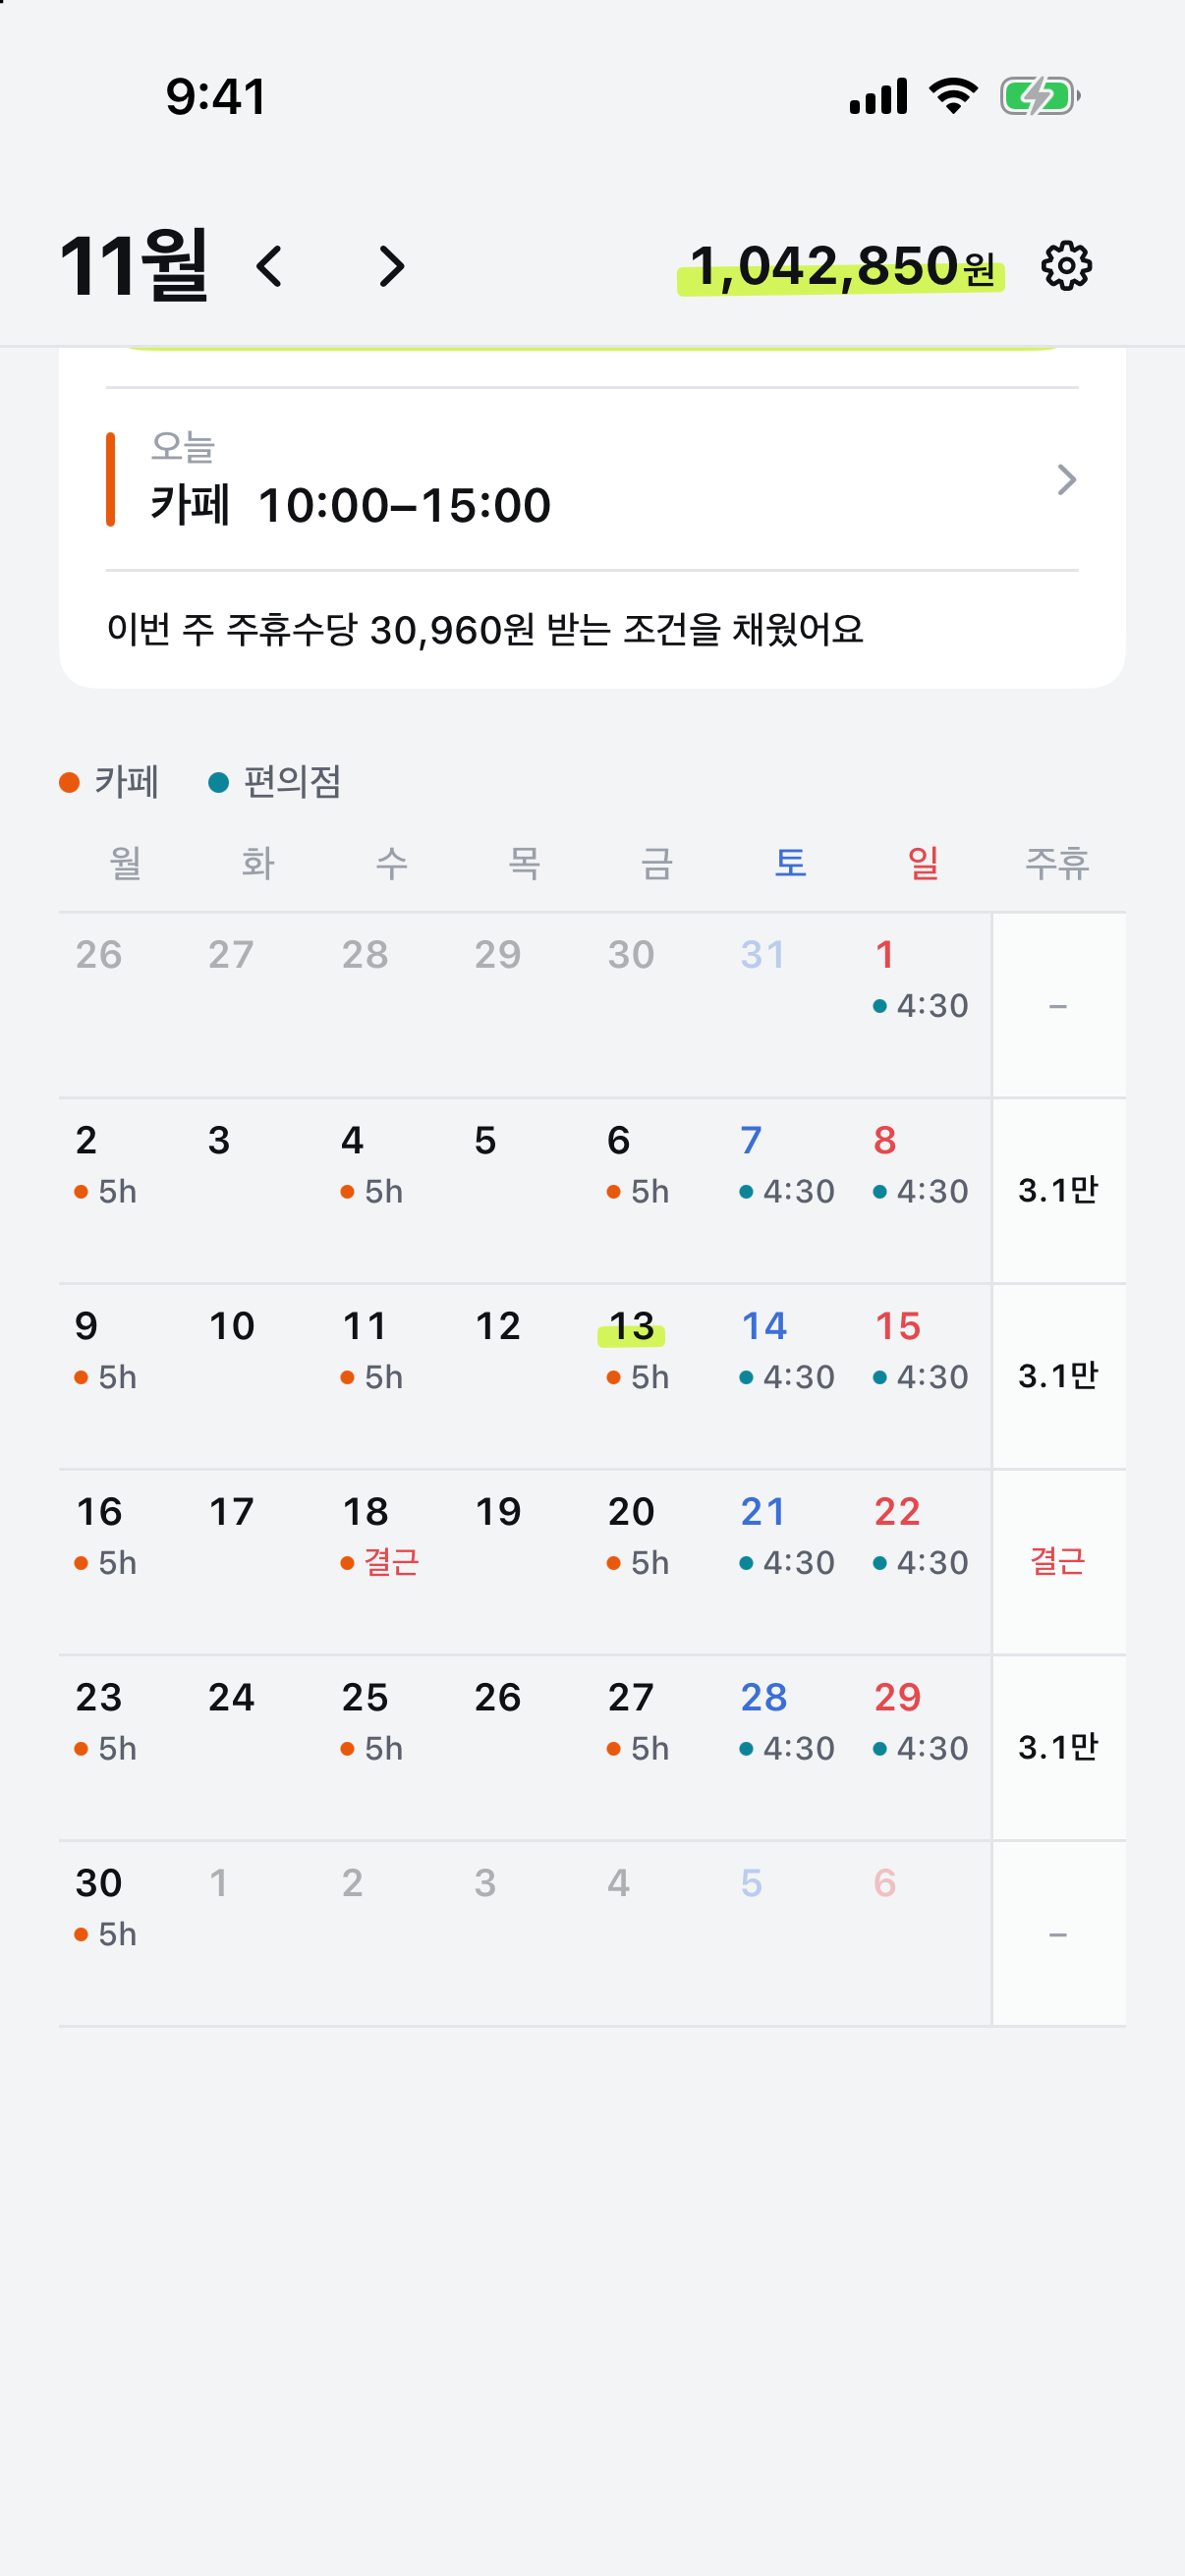 9:41
11월 1,042,850원
오늘
카페 10:00–15:00
이번 주 주휴수당 30,960원 받는 조건을 채웠어요
카페 편의점
월 화 수 목 금 토 일 주휴
26 27 28 29 30 31 1
4:30 –
2 3 4 5 6 7 8
5h 5h 5h 4:30 4:30 3.1만
9 10 11 12 13 14 15
5h 5h 5h 4:30 4:30 3.1만
16 17 18 19 20 21 22
5h 결근 5h 4:30 4:30 결근
23 24 25 26 27 28 29
5h 5h 5h 4:30 4:30 3.1만
30 1 2 3 4 5 6
5h –